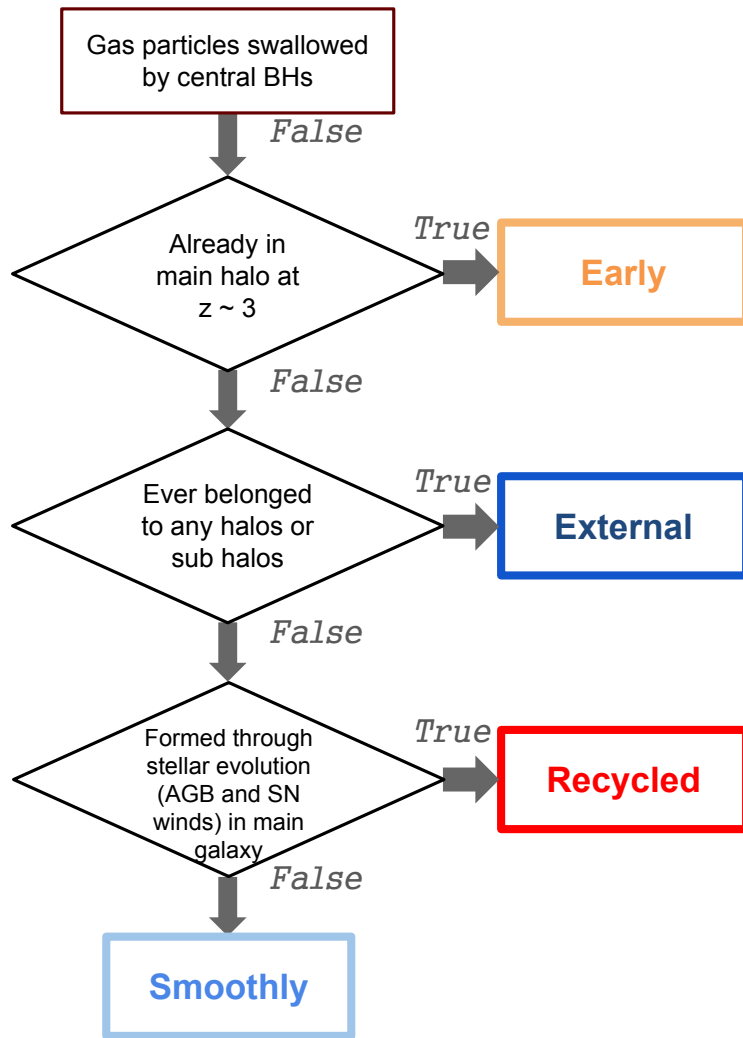 Gas particles swallowed
by central BHs
False
Already in
main halo at
z ~ 3
True
Early
False
Ever belonged
to any halos or
sub halos
True
External
False
Formed through
stellar evolution
(AGB and SN
winds) in main
galaxy
True
Recycled
False
Smoothly